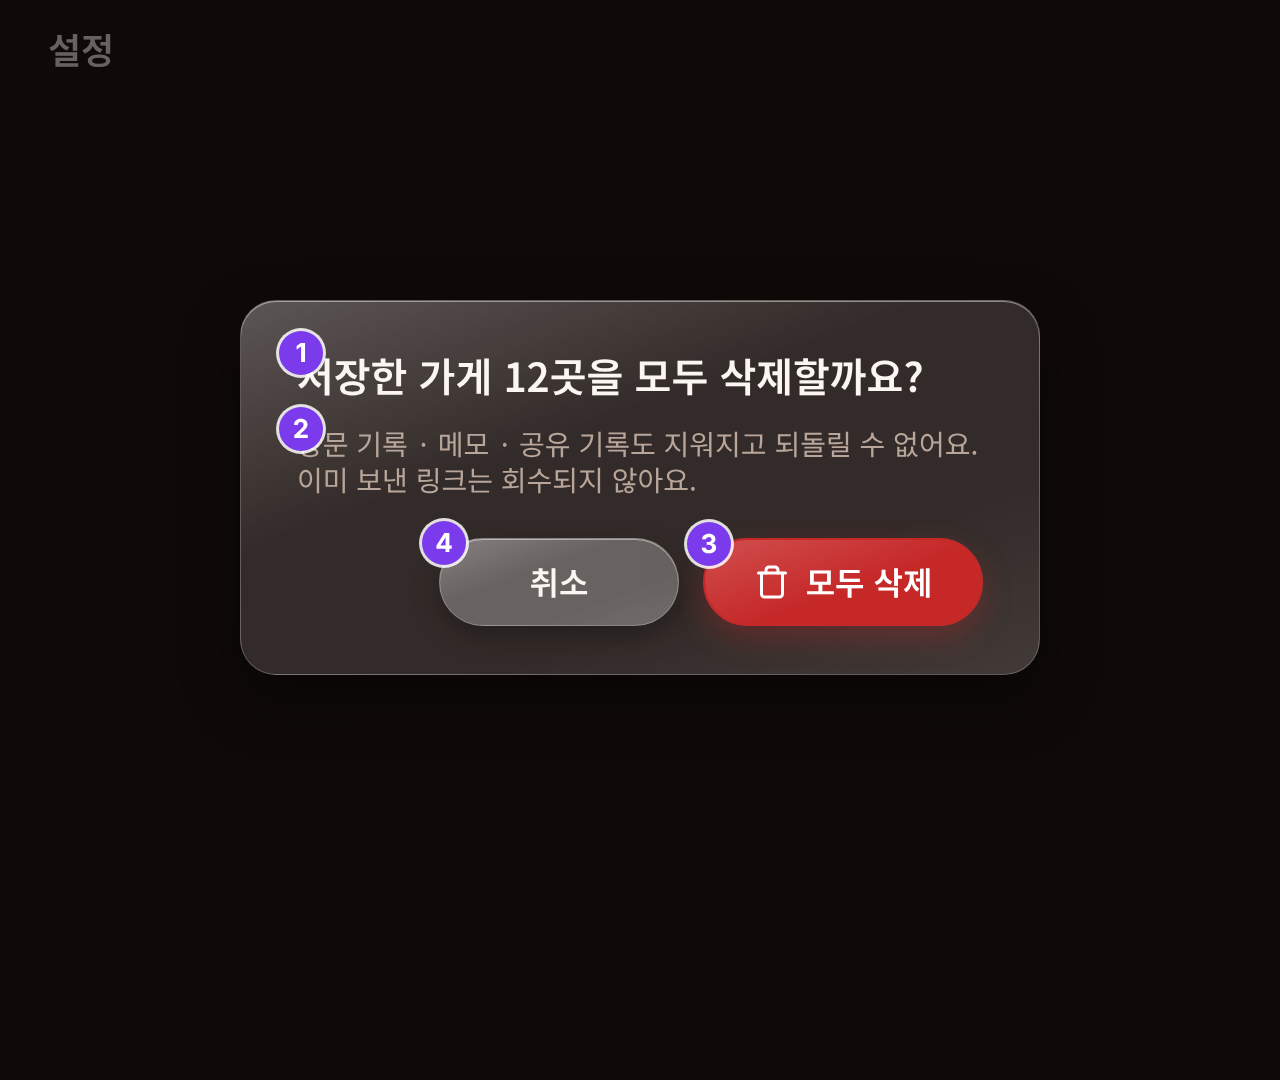 설정
1
저장한 가게 12곳을 모두 삭제할까요?
2
기록 · 메모 · 공유 기록도 지워지고 되돌릴 수 없어요.
이미 보낸 링크는 회수되지 않아요.
4
취소
3
모두 삭제